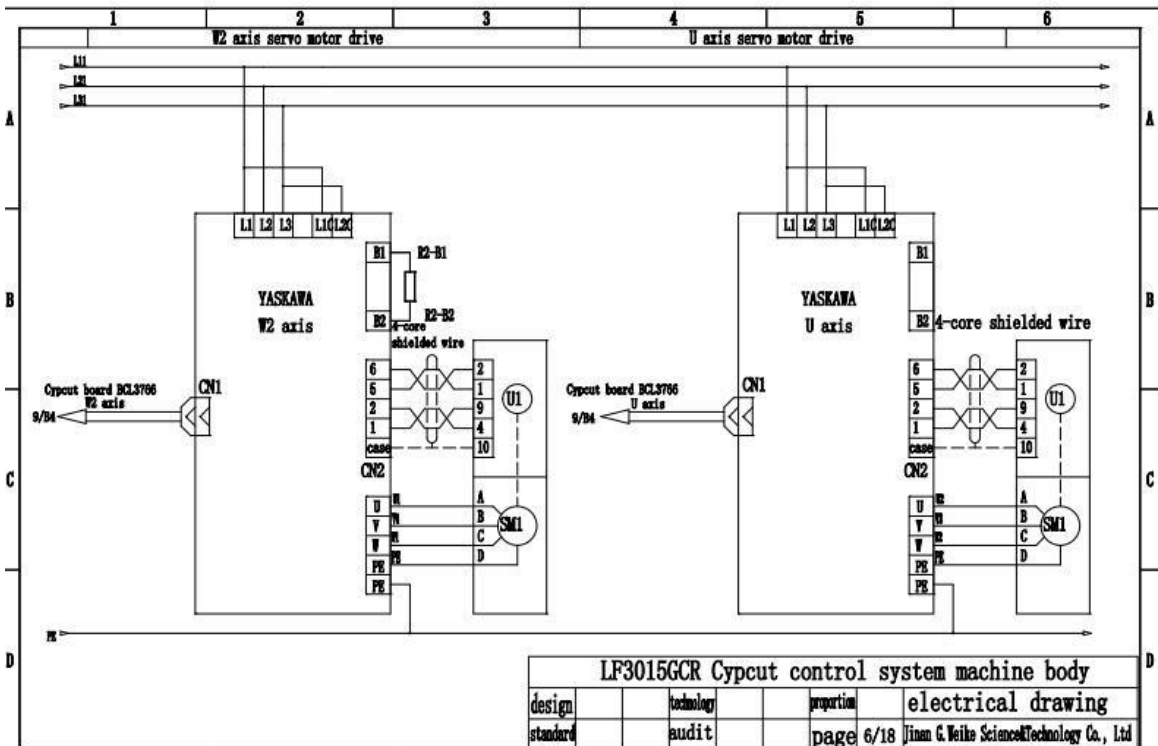 1 2 3 4 5 6
W2 axis servo motor drive
U axis servo motor drive
L11
L21
L31
A
A
L1 L2 L3 L1C L2C
L1 L2 L3 L1C L2C
B
B
YASKAWA
W2 axis
B1
R2-B1
B2
R2-B2
YASKAWA
U axis
B1
B2
4-core
shielded wire
4-core shielded wire
Cypcut board BCL3766
W2 axis
9/B4
CN1
6
5
2
1
case
CN2
2
1
9
4
10
U1
Cypcut board BCL3766
U axis
9/B4
CN1
6
5
2
1
case
CN2
2
1
9
4
10
U1
C
C
U
V
W
PE
PE
PE
A
B
C
D
SM1
U
V
W
PE
PE
PE
A
B
C
D
SM1
PE
D
D
LF3015GCR Cypcut control system machine body
design technology proportion electrical drawing
standard audit page 6/18 Jinan G.Weike Science&Technology Co., Ltd